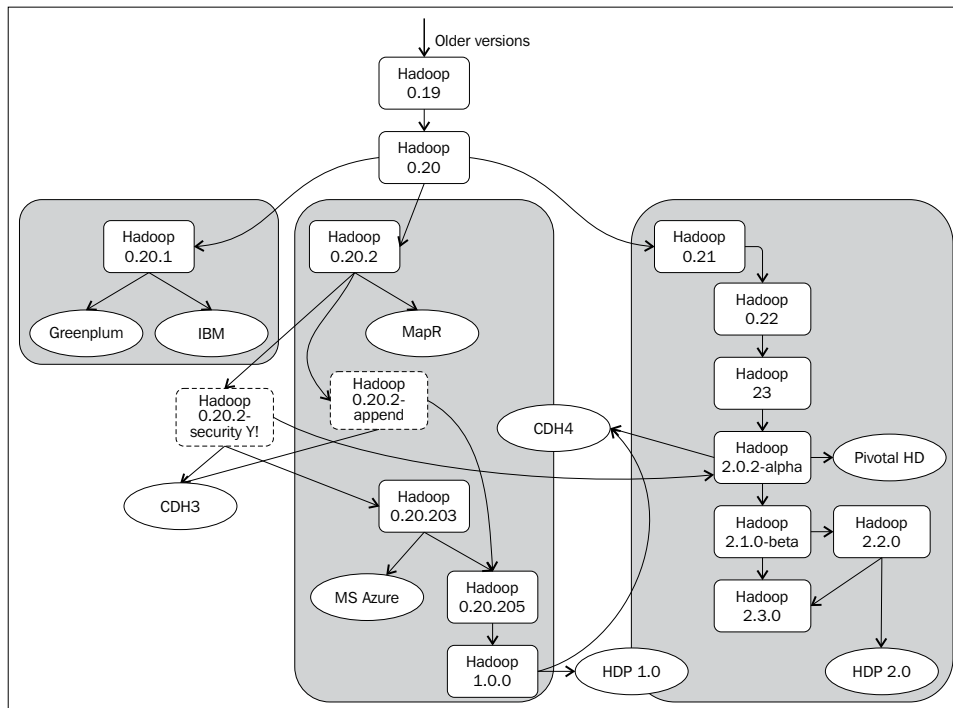 Older versions
Hadoop
0.19
Hadoop
0.20
Hadoop
0.20.1
Hadoop
0.20.2
Hadoop
0.21
Greenplum
IBM
MapR
Hadoop
0.22
Hadoop
0.20.2-
security Y!
Hadoop
0.20.2-
append
Hadoop
23
CDH4
Hadoop
2.0.2-alpha
Pivotal HD
CDH3
Hadoop
0.20.203
Hadoop
2.1.0-beta
Hadoop
2.2.0
MS Azure
Hadoop
0.20.205
Hadoop
2.3.0
Hadoop
1.0.0
HDP 1.0
HDP 2.0